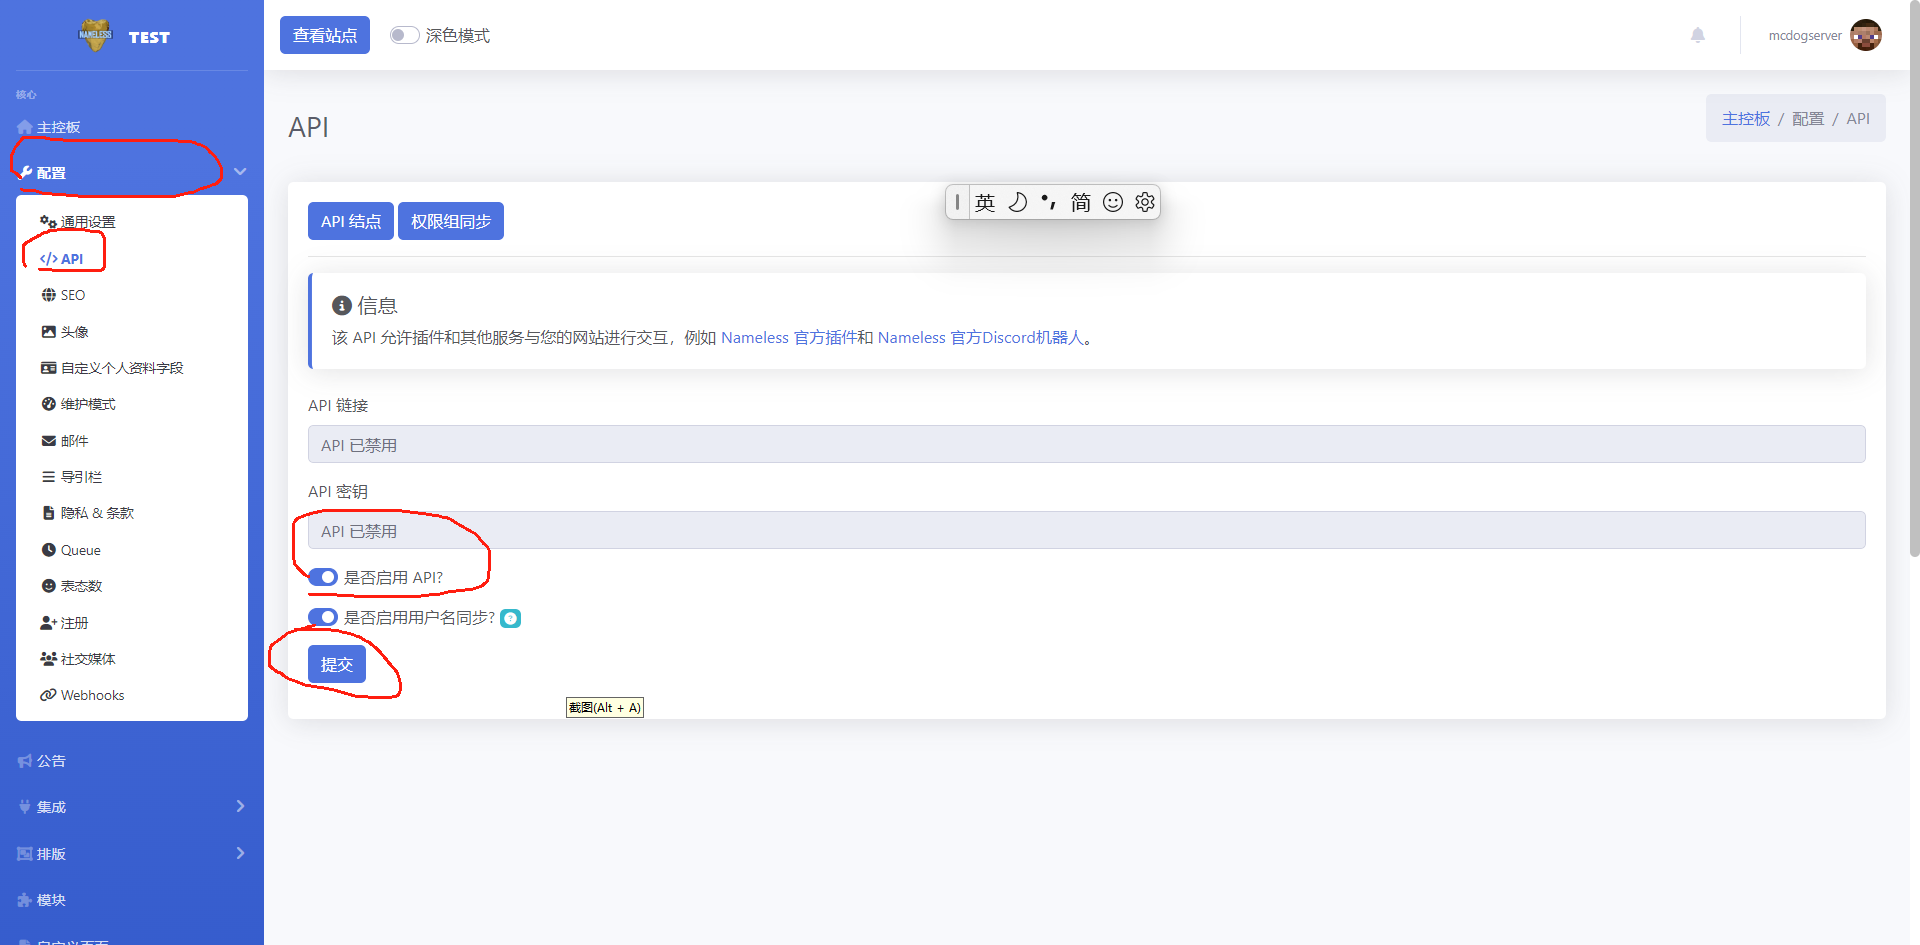 NAMELESS
TEST
核心
主控板
配置
通用设置
</> API
SEO
头像
自定义个人资料字段
维护模式
邮件
导引栏
隐私 & 条款
Queue
表态数
注册
社交媒体
Webhooks
公告
集成
排版
模块
自定义页面
查看站点
深色模式
mcdogserver
API
主控板 / 配置 / API
API 结点
权限组同步
英 简
信息
该 API 允许插件和其他服务与您的网站进行交互，例如 Nameless 官方插件和 Nameless 官方Discord机器人。
API 链接
API 已禁用
API 密钥
API 已禁用
是否启用 API?
是否启用用户名同步?
提交
截图(Alt + A)